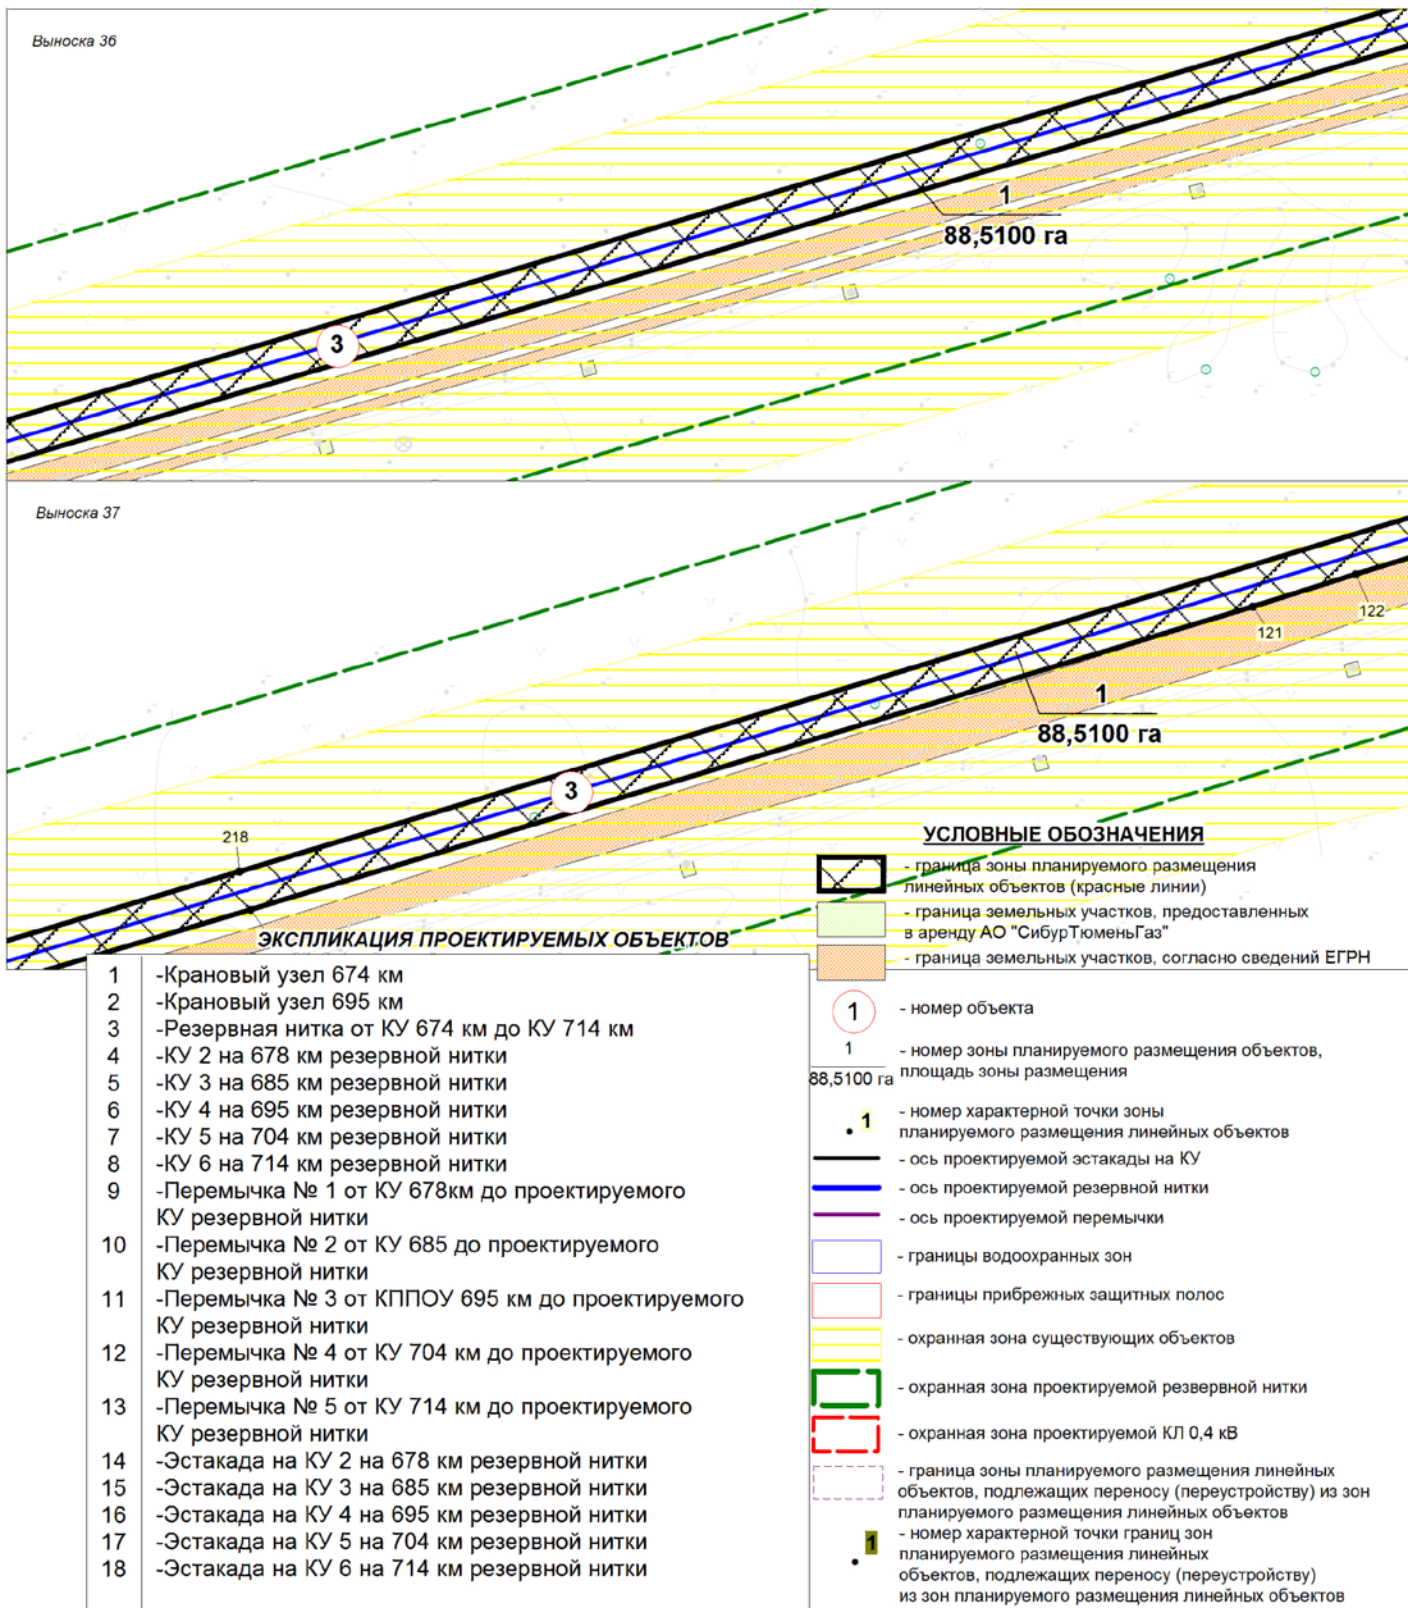 Выноска 36
1
88,5100 га
3
Выноска 37
122
121
1
88,5100 га
3
218
УСЛОВНЫЕ ОБОЗНАЧЕНИЯ
- граница зоны планируемого размещения
линейных объектов (красные линии)
- граница земельных участков, предоставленных
в аренду АО "СибурТюменьГаз"
- граница земельных участков, согласно сведений ЕГРН
1 - номер объекта
1 - номер зоны планируемого размещения объектов,
88,5100 га площадь зоны размещения
1 - номер характерной точки зоны
планируемого размещения линейных объектов
- ось проектируемой эстакады на КУ
- ось проектируемой резервной нитки
- ось проектируемой перемычки
- границы водоохранных зон
- границы прибрежных защитных полос
- охранная зона существующих объектов
- охранная зона проектируемой резвервной нитки
- охранная зона проектируемой КЛ 0,4 кВ
- граница зоны планируемого размещения линейных
объектов, подлежащих переносу (переустройству) из зон
планируемого размещения линейных объектов
1 - номер характерной точки границ зон
планируемого размещения линейных
объектов, подлежащих переносу (переустройству)
из зон планируемого размещения линейных объектов
ЭКСПЛИКАЦИЯ ПРОЕКТИРУЕМЫХ ОБЪЕКТОВ
1 -Крановый узел 674 км
2 -Крановый узел 695 км
3 -Резервная нитка от КУ 674 км до КУ 714 км
4 -КУ 2 на 678 км резервной нитки
5 -КУ 3 на 685 км резервной нитки
6 -КУ 4 на 695 км резервной нитки
7 -КУ 5 на 704 км резервной нитки
8 -КУ 6 на 714 км резервной нитки
9 -Перемычка № 1 от КУ 678км до проектируемого
КУ резервной нитки
10 -Перемычка № 2 от КУ 685 до проектируемого
КУ резервной нитки
11 -Перемычка № 3 от КППОУ 695 км до проектируемого
КУ резервной нитки
12 -Перемычка № 4 от КУ 704 км до проектируемого
КУ резервной нитки
13 -Перемычка № 5 от КУ 714 км до проектируемого
КУ резервной нитки
14 -Эстакада на КУ 2 на 678 км резервной нитки
15 -Эстакада на КУ 3 на 685 км резервной нитки
16 -Эстакада на КУ 4 на 695 км резервной нитки
17 -Эстакада на КУ 5 на 704 км резервной нитки
18 -Эстакада на КУ 6 на 714 км резервной нитки